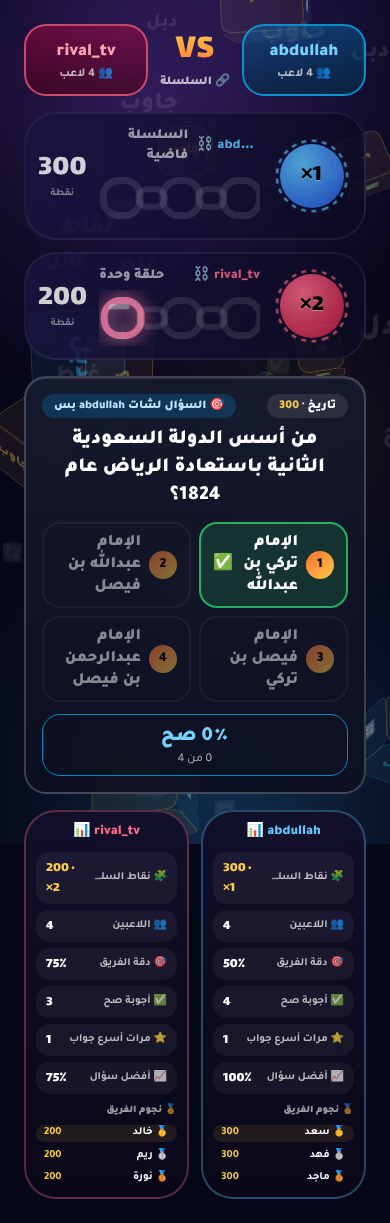 abdullah
👥 4 لاعب
VS
🔗 السلسلة
rival_tv
👥 4 لاعب
×1
⛓️ abd...
السلسلة فاضية
300
نقطة
×2
⛓️ rival_tv
حلقة وحدة
200
نقطة
تاريخ · 300
🎯 السؤال لشات abdullah بس
من أسس الدولة السعودية
الثانية باستعادة الرياض عام
1824؟
1 الإمام تركي بن عبدالله ✅
2 الإمام عبدالله بن فيصل
3 الإمام فيصل بن تركي
4 الإمام عبدالرحمن بن فيصل
0٪ صح
0 من 4
📊 abdullah
🧩 نقاط السلـ... 300 · ×1
👥 اللاعبين 4
🎯 دقة الفريق 50%
✅ أجوبة صح 4
⭐ مرات أسرع جواب 1
📈 أفضل سؤال 100%
🏅 نجوم الفريق
🥇 سعد 300
🥈 فهد 300
🥉 ماجد 300
📊 rival_tv
🧩 نقاط السلـ... 200 · ×2
👥 اللاعبين 4
🎯 دقة الفريق 75%
✅ أجوبة صح 3
⭐ مرات أسرع جواب 1
📈 أفضل سؤال 75%
🏅 نجوم الفريق
🥇 خالد 200
🥈 ريم 200
🥉 نورة 200